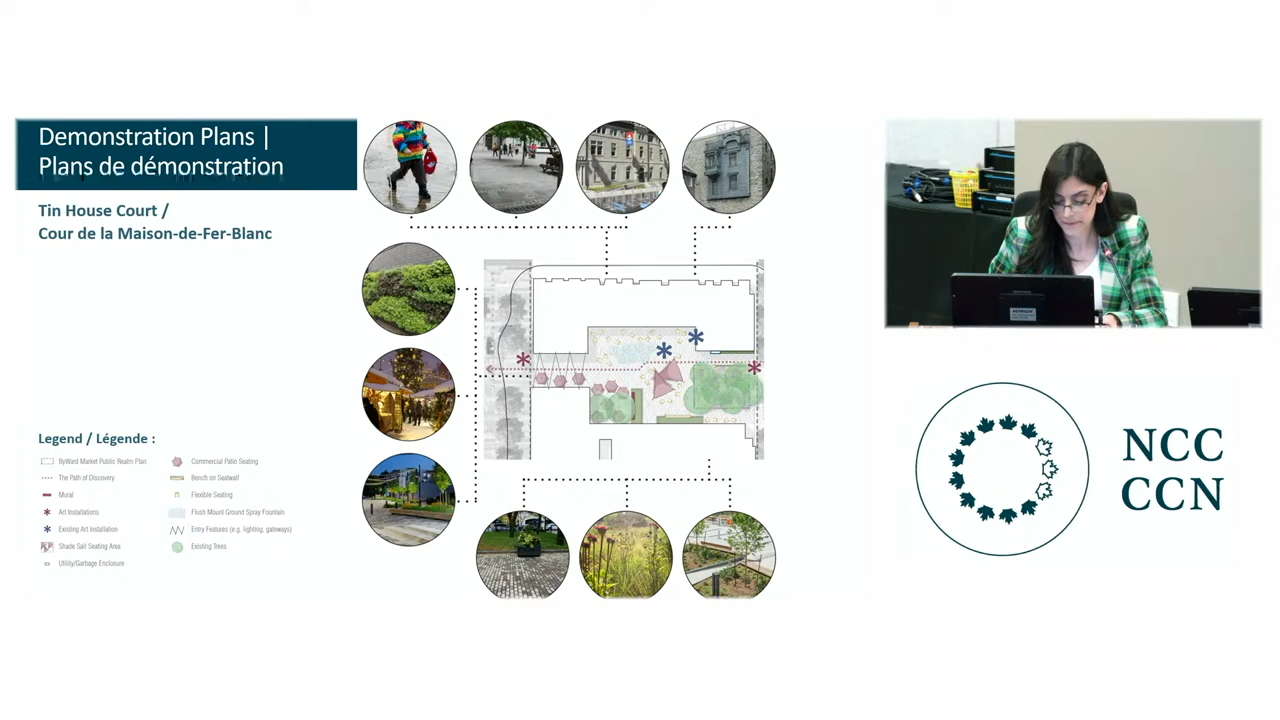 Demonstration Plans |
Plans de démonstration
Tin House Court /
Cour de la Maison-de-Fer-Blanc
Legend / Légende :
ByWard Market Public Realm Plan
The Path of Discovery
Mural
Art Installations
Existing Art Installation
Shade Sail Seating Area
Utility/Garbage Enclosure
Commercial Patio Seating
Bench on Seatwall
Flexible Seating
Flush Mount Ground Spray Fountain
Entry Features (e.g. lighting, gateways)
Existing Trees
NCC
CCN